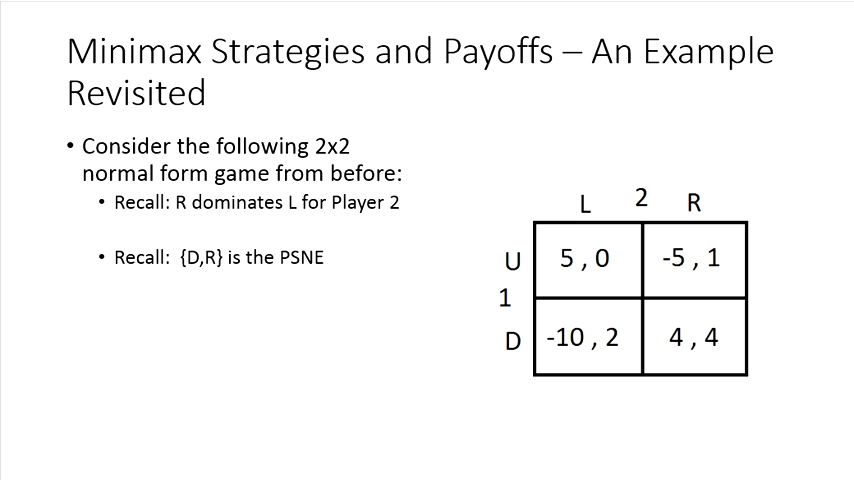 Minimax Strategies and Payoffs – An Example
Revisited
• Consider the following 2x2
normal form game from before:
• Recall: R dominates L for Player 2
• Recall: {D,R} is the PSNE
2
L R
U 5 , 0 -5 , 1
1
D -10 , 2 4 , 4